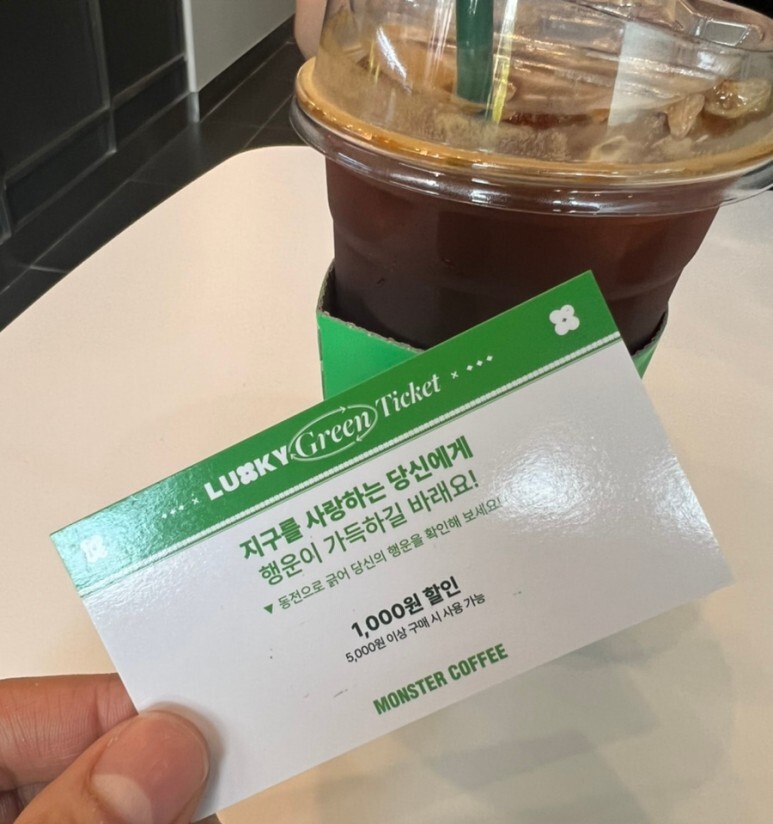 LUCKY Green Ticket
지구를 사랑하는 당신에게
행운이 가득하길 바래요!
▼ 동전으로 긁어 당신의 행운을 확인해 보세요!
1,000원 할인
5,000원 이상 구매 시 사용 가능
MONSTER COFFEE